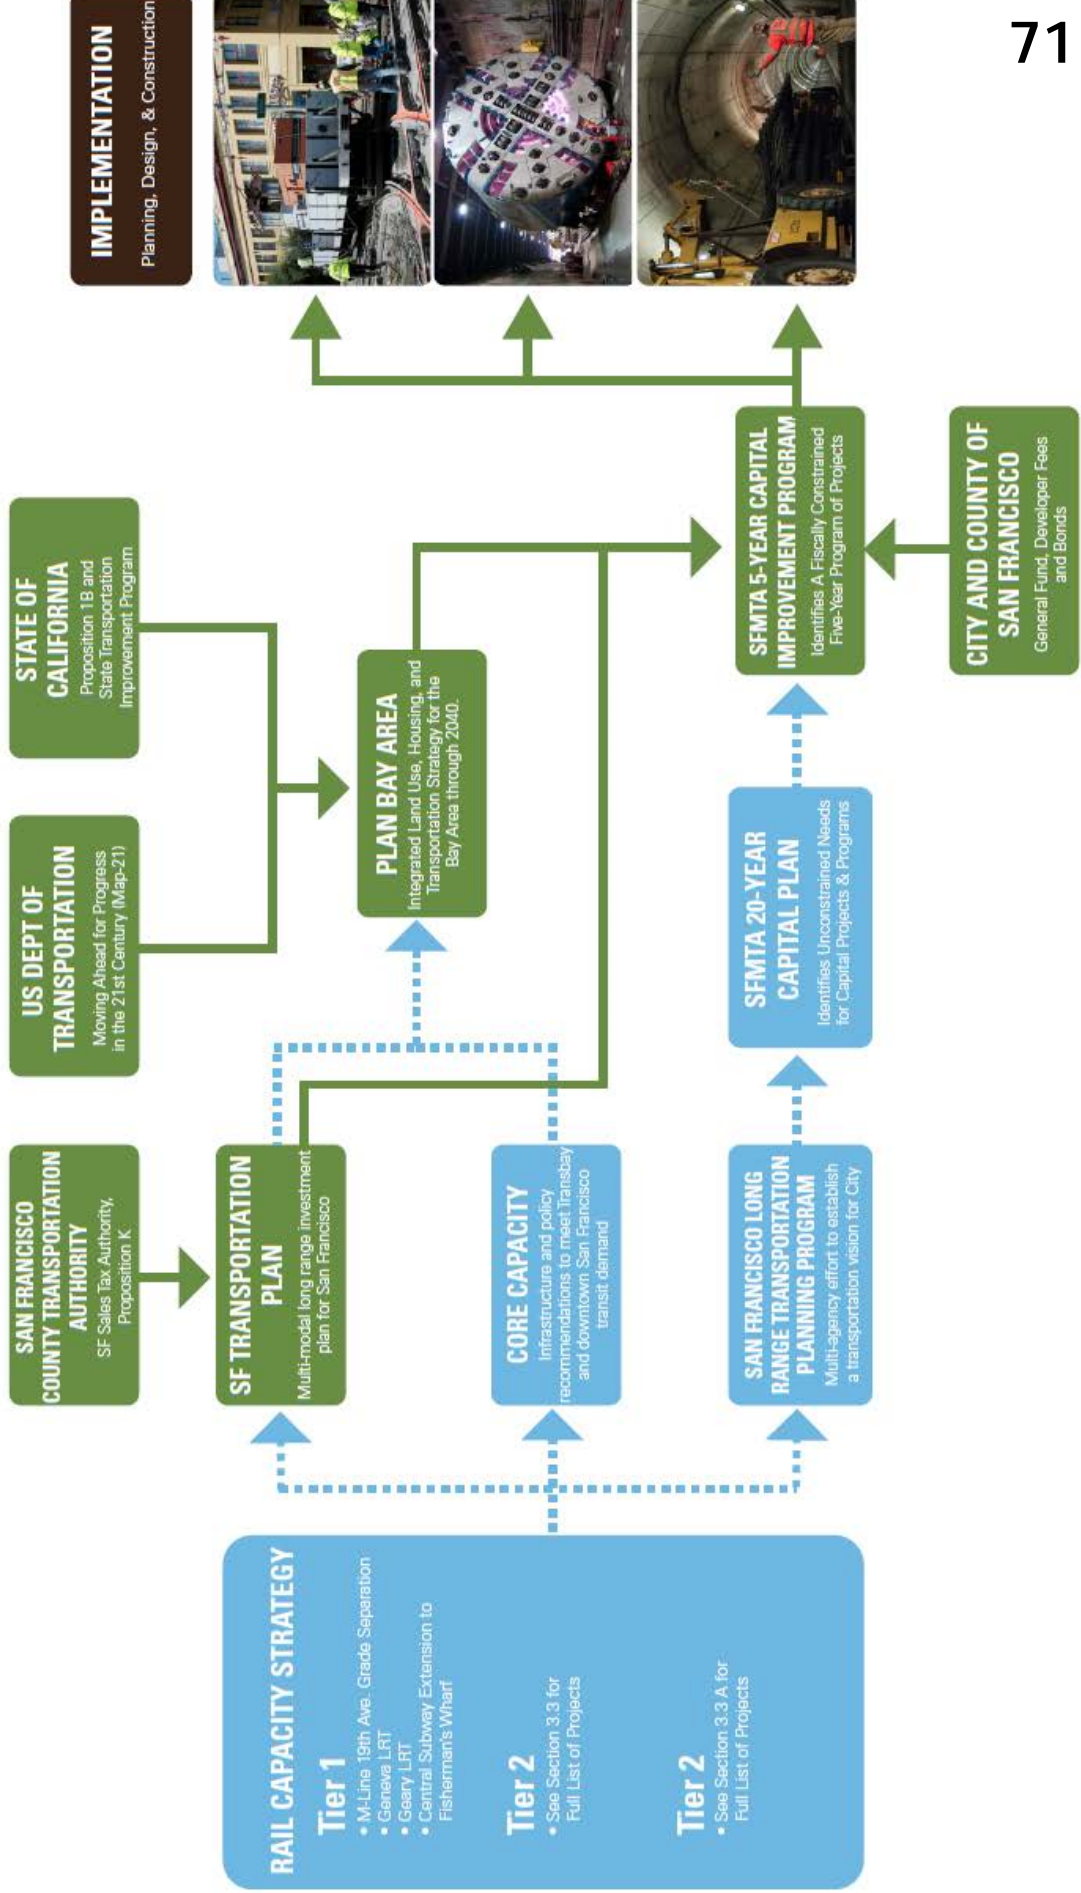 71
RAIL CAPACITY STRATEGY
Tier 1
• M-Line 19th Ave. Grade Separation
• Geneva LRT
• Geary LRT
• Central Subway Extension to
Fisherman's Wharf
Tier 2
• See Section 3.3 for
Full List of Projects
Tier 2
• See Section 3.3 A for
Full List of Projects
SAN FRANCISCO
COUNTY TRANSPORTATION
AUTHORITY
SF Sales Tax Authority,
Proposition K
SF TRANSPORTATION
PLAN
Multi-modal long range investment
plan for San Francisco
CORE CAPACITY
Infrastructure and policy
recommendations to meet Transbay
and downtown San Francisco
transit demand
SAN FRANCISCO LONG
RANGE TRANSPORTATION
PLANNING PROGRAM
Multi-agency effort to establish
a transportation vision for City
US DEPT OF
TRANSPORTATION
Moving Ahead for Progress
in the 21st Century (Map-21)
STATE OF
CALIFORNIA
Proposition 1B and
State Transportation
Improvement Program
PLAN BAY AREA
Integrated Land Use, Housing, and
Transportation Strategy for the
Bay Area through 2040.
SFMTA 20-YEAR
CAPITAL PLAN
Identifies Unconstrained Needs
for Capital Projects & Programs
SFMTA 5-YEAR CAPITAL
IMPROVEMENT PROGRAM
Identifies A Fiscally Constrained
Five-Year Program of Projects
CITY AND COUNTY OF
SAN FRANCISCO
General Fund, Developer Fees
and Bonds
IMPLEMENTATION
Planning, Design, & Construction